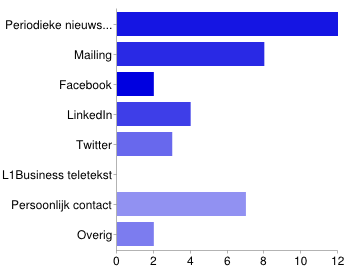 Periodieke nieuws...
Mailing
Facebook
LinkedIn
Twitter
L1Business teletekst
Persoonlijk contact
Overig
0 2 4 6 8 10 12